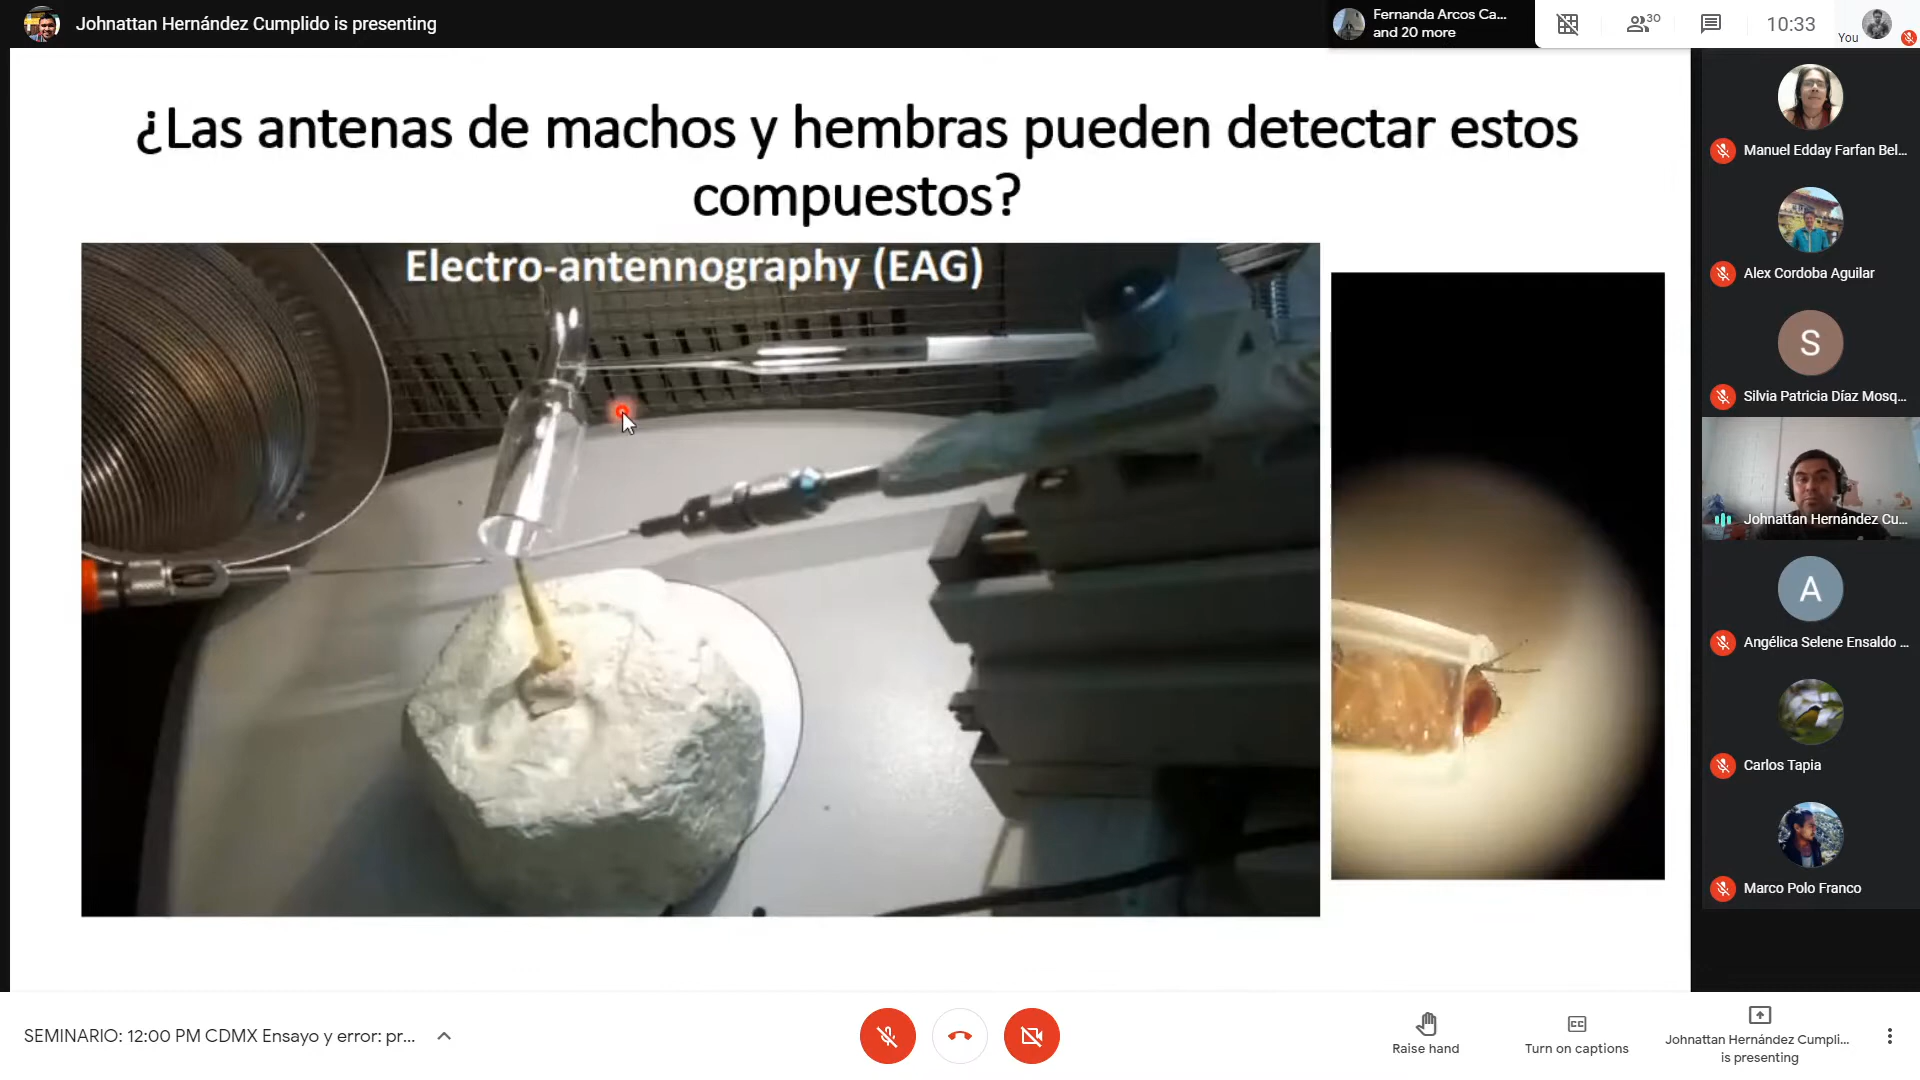 Johnattan Hernández Cumplido is presenting
Fernanda Arcos Ca...
and 20 more
30
10:33
You
¿Las antenas de machos y hembras pueden detectar estos
compuestos?
Electro-antennography (EAG)
Manuel Edday Farfan Bel...
Alex Cordoba Aguilar
S
Silvia Patricia Díaz Mosq...
Johnattan Hernández Cu...
A
Angélica Selene Ensaldo ...
Carlos Tapia
Marco Polo Franco
SEMINARIO: 12:00 PM CDMX Ensayo y error: pr...
Raise hand
CC
Turn on captions
Johnattan Hernández Cumpli...
is presenting